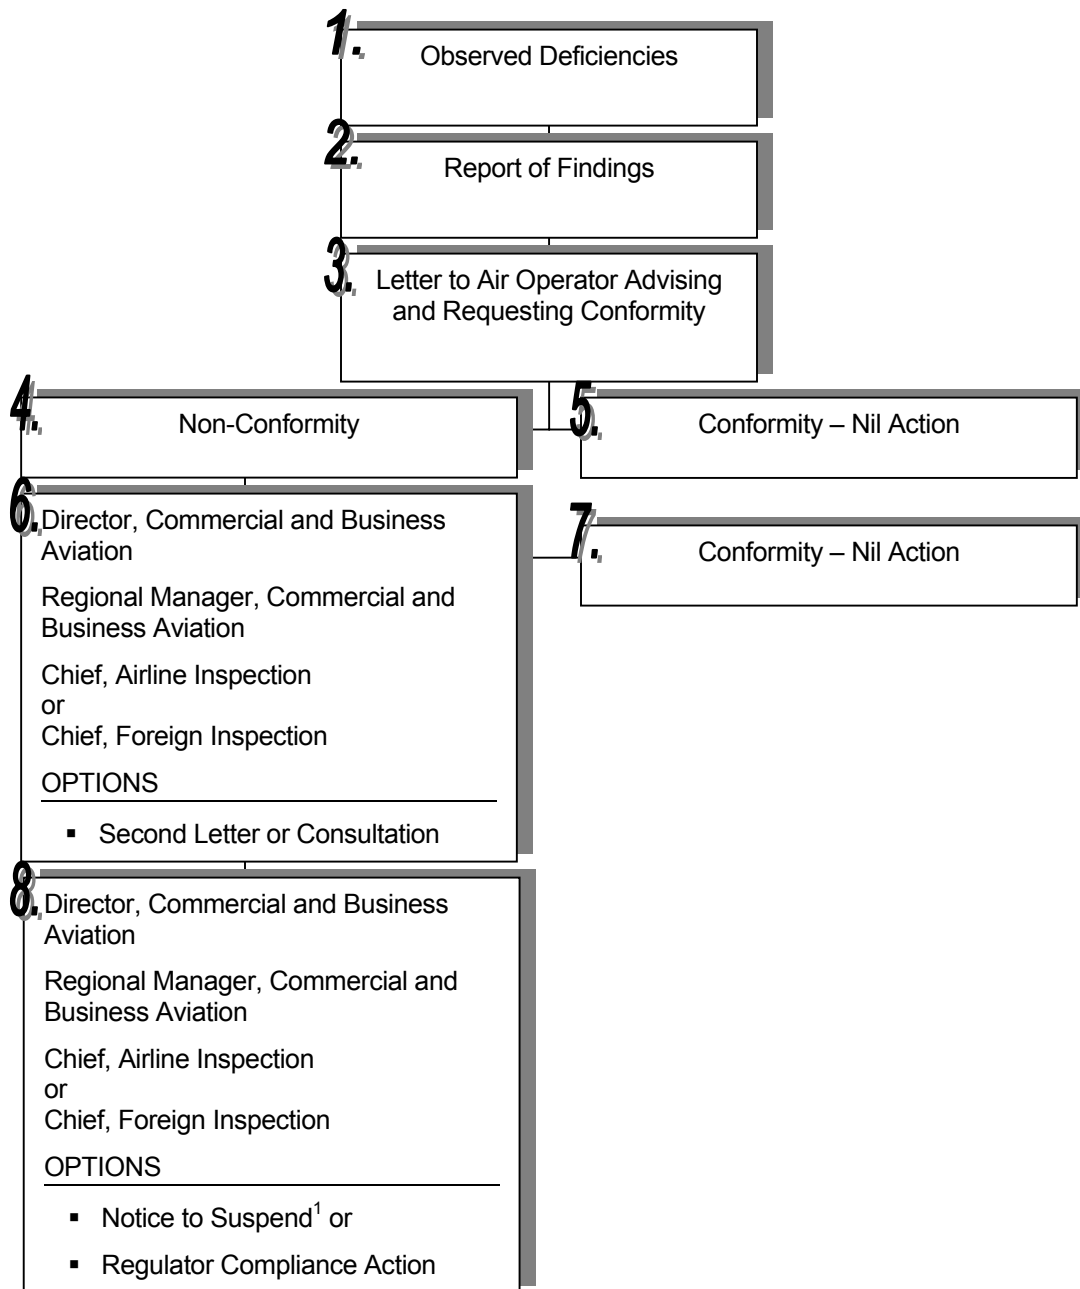 1.
Observed Deficiencies
2.
Report of Findings
3.
Letter to Air Operator Advising
and Requesting Conformity
4.
Non-Conformity
5.
Conformity – Nil Action
6.
Director, Commercial and Business
Aviation
Regional Manager, Commercial and
Business Aviation
Chief, Airline Inspection
or
Chief, Foreign Inspection
OPTIONS
▪ Second Letter or Consultation
7.
Conformity – Nil Action
8.
Director, Commercial and Business
Aviation
Regional Manager, Commercial and
Business Aviation
Chief, Airline Inspection
or
Chief, Foreign Inspection
OPTIONS
▪ Notice to Suspend¹ or
▪ Regulator Compliance Action